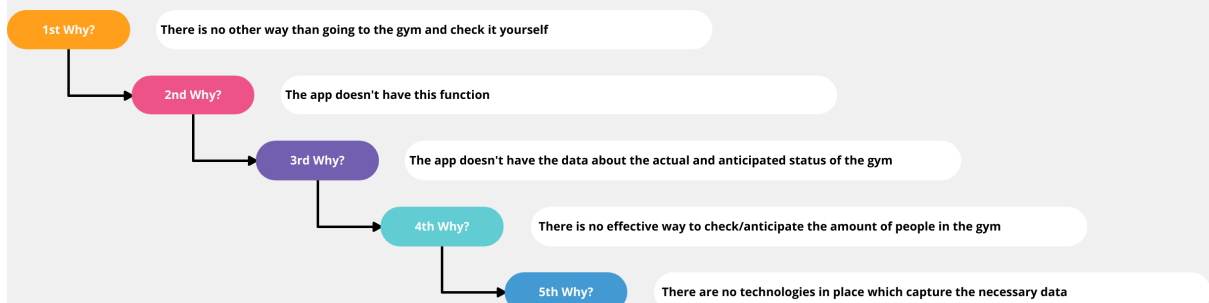 1st Why? There is no other way than going to the gym and check it yourself
2nd Why? The app doesn't have this function
3rd Why? The app doesn't have the data about the actual and anticipated status of the gym
4th Why? There is no effective way to check/anticipate the amount of people in the gym
5th Why? There are no technologies in place which capture the necessary data